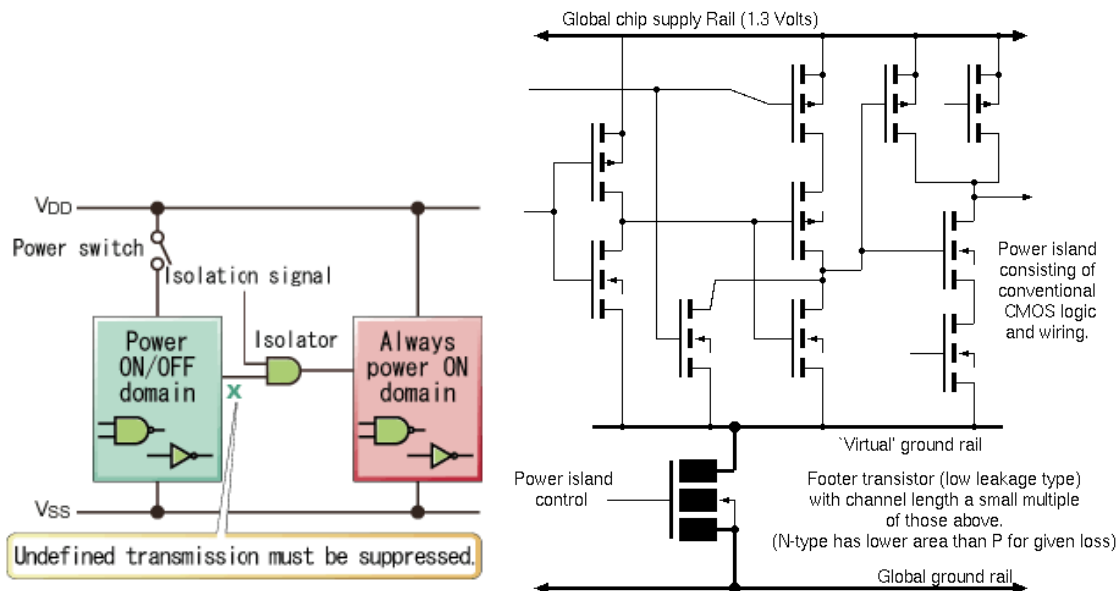 VDD
Power switch
Isolation signal
Isolator
Power
ON/OFF
domain
Always
power ON
domain
x
VSS
Undefined transmission must be suppressed.
Global chip supply Rail (1.3 Volts)
Power island
consisting of
conventional
CMOS logic
and wiring.
`Virtual' ground rail
Power island
control
Footer transistor (low leakage type)
with channel length a small multiple
of those above.
(N-type has lower area than P for given loss)
Global ground rail